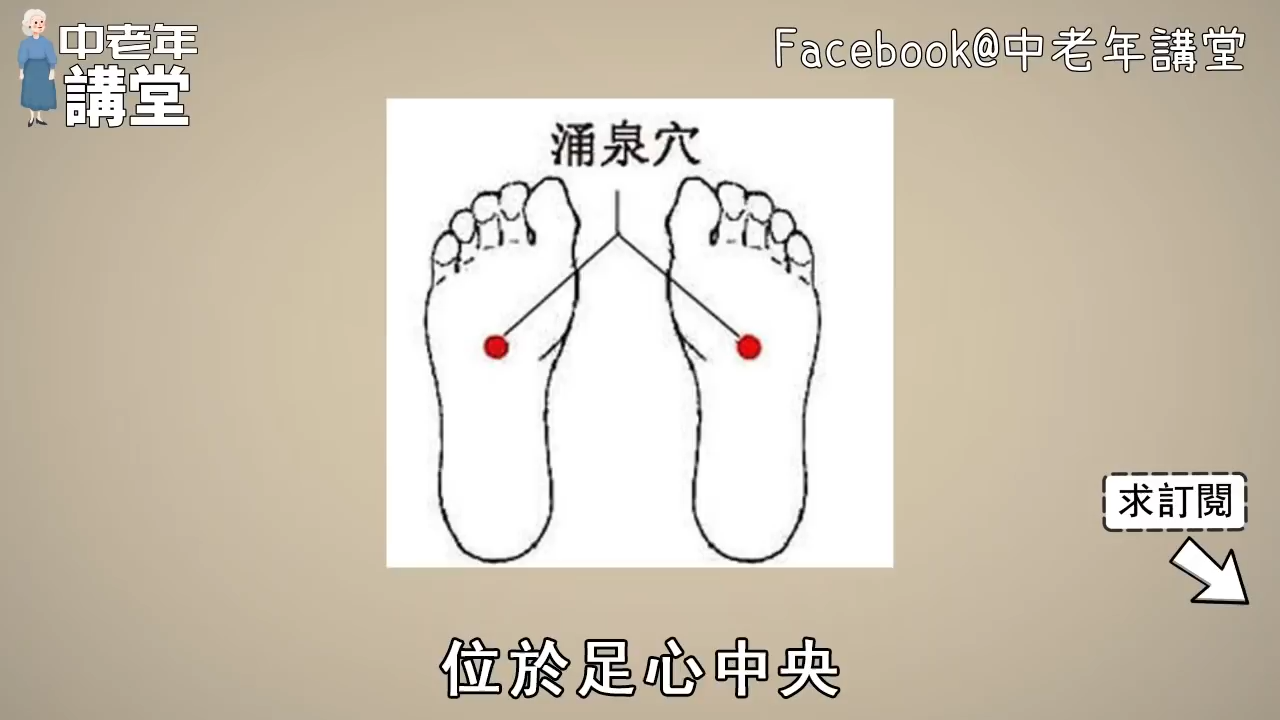 中老年
講堂
Facebook@中老年講堂
涌泉穴
求訂閱
位於足心中央